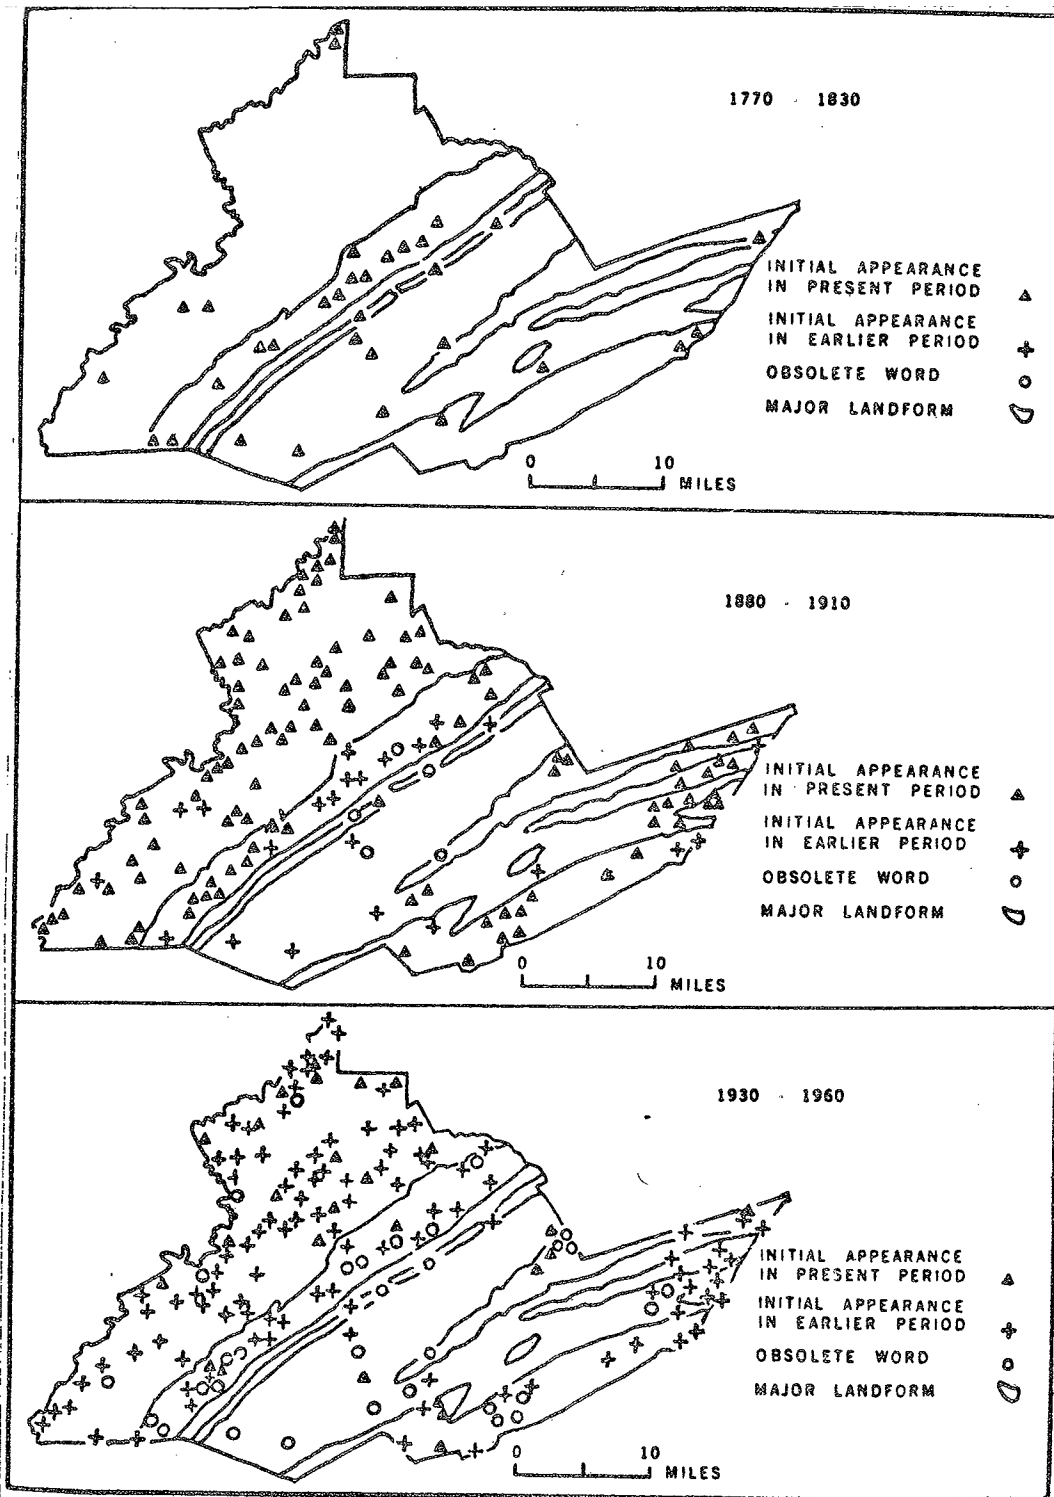 1770 - 1830
INITIAL APPEARANCE
IN PRESENT PERIOD
INITIAL APPEARANCE
IN EARLIER PERIOD
OBSOLETE WORD
MAJOR LANDFORM
0 10
MILES
1880 - 1910
INITIAL APPEARANCE
IN PRESENT PERIOD
INITIAL APPEARANCE
IN EARLIER PERIOD
OBSOLETE WORD
MAJOR LANDFORM
0 10
MILES
1930 - 1960
INITIAL APPEARANCE
IN PRESENT PERIOD
INITIAL APPEARANCE
IN EARLIER PERIOD
OBSOLETE WORD
MAJOR LANDFORM
0 10
MILES